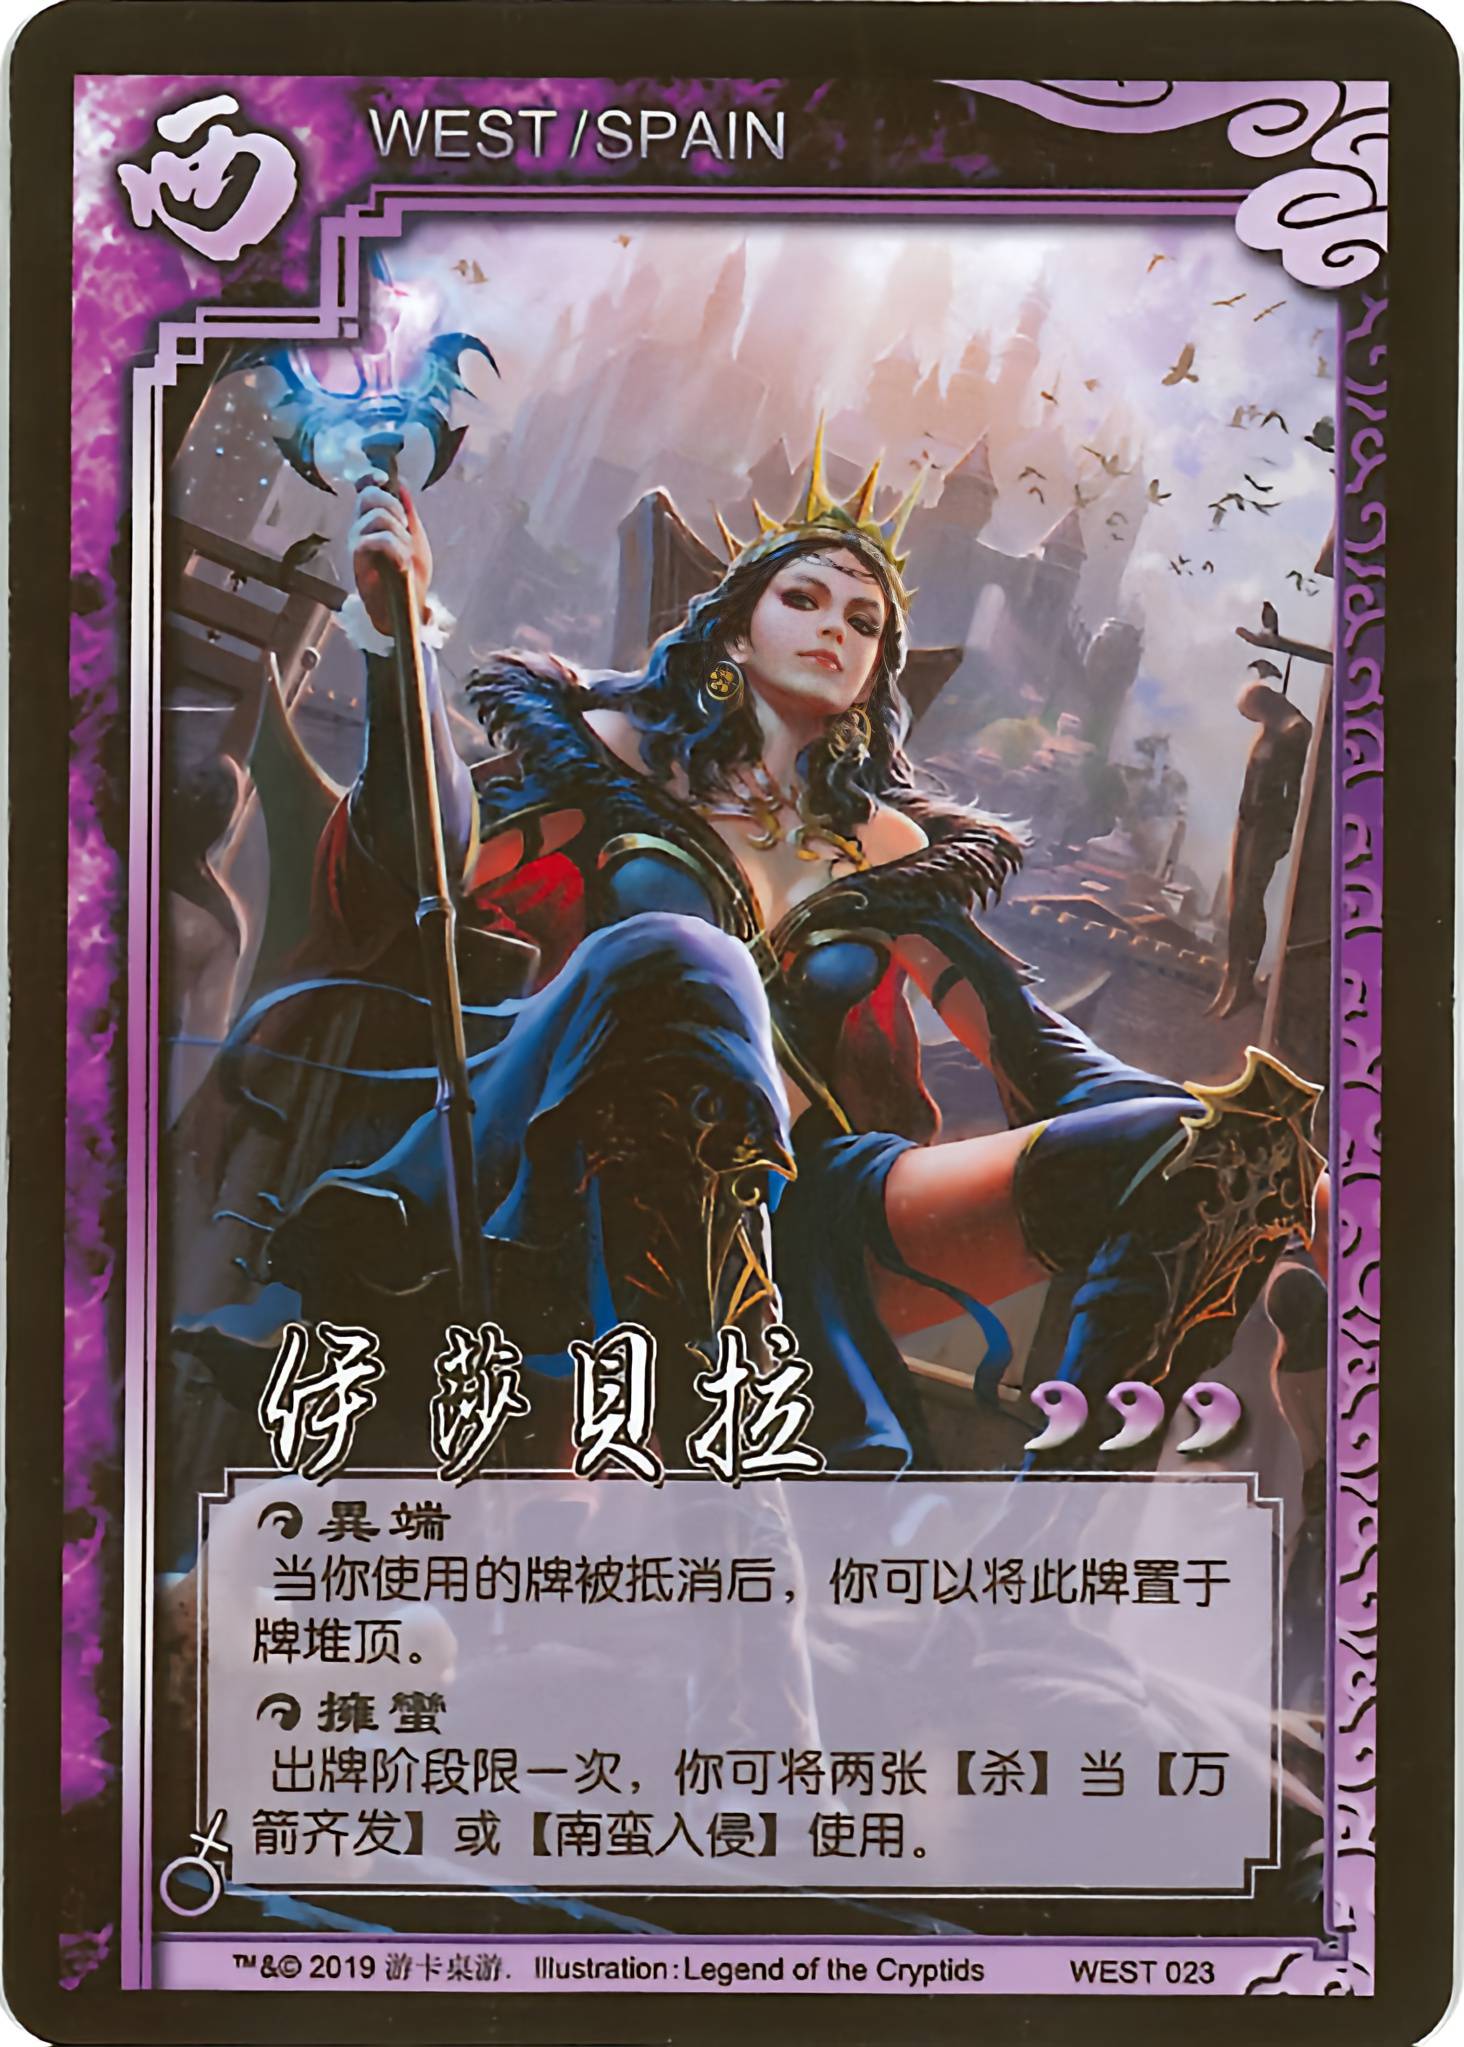 西
WEST / SPAIN
伊莎贝拉
異端
当你使用的牌被抵消后，你可以将此牌置于
牌堆顶。
擁蠻
出牌阶段限一次，你可将两张【杀】当【万
箭齐发】或【南蛮入侵】使用。
™&© 2019 游卡桌游. Illustration: Legend of the Cryptids
WEST 023